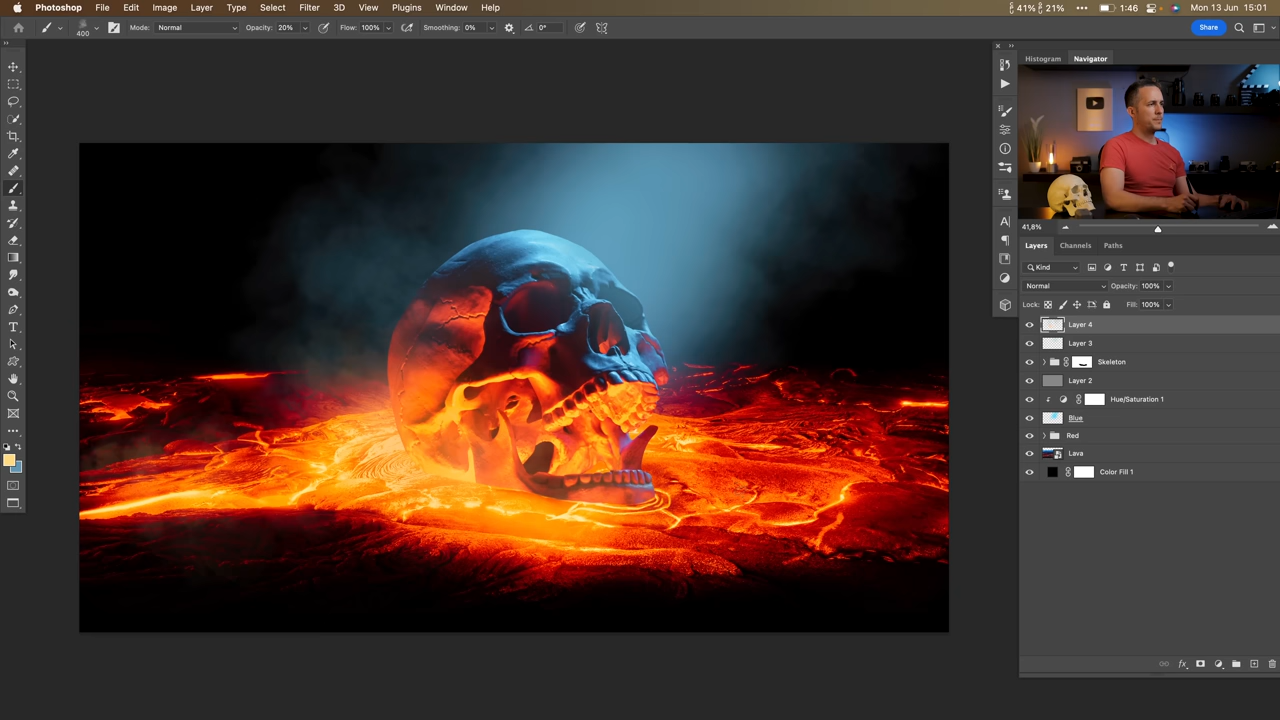 Photoshop File Edit Image Layer Type Select Filter 3D View Plugins Window Help 41% 21% 1:46 Mon 13 Jun 15:01
400 Mode: Normal Opacity: 20% Flow: 100% Smoothing: 0% 0° Share
Histogram Navigator
41,8%
Layers Channels Paths
Kind
Normal Opacity: 100%
Lock: Fill: 100%
Layer 4
Layer 3
Skeleton
Layer 2
Hue/Saturation 1
Blue
Red
Lava
Color Fill 1